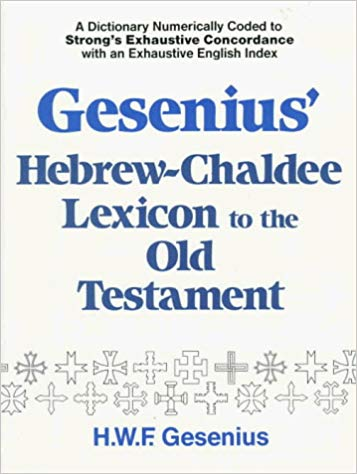 A Dictionary Numerically Coded to
Strong's Exhaustive Concordance
with an Exhaustive English Index
Gesenius'
Hebrew-Chaldee
Lexicon to the
Old
Testament
H.W.F. Gesenius